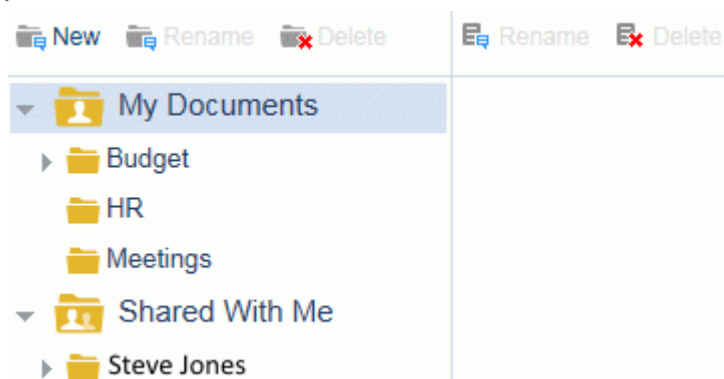 New Rename Delete Rename Delete
My Documents
Budget
HR
Meetings
Shared With Me
Steve Jones